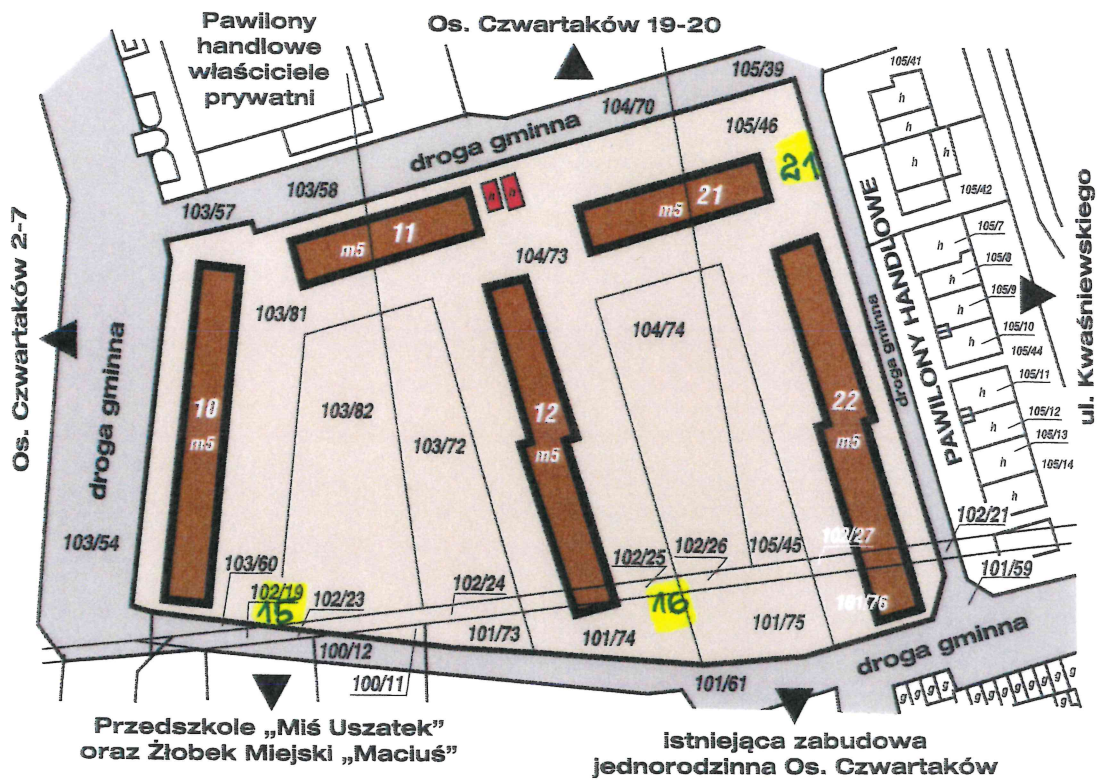 Pawilony
handlowe
właściciele
prywatni
Os. Czwartaków 19-20
105/39
105/41
104/70
droga gminna
105/46
21
103/58
103/57
h
h
11
m5
21
m5
104/73
h
h
h
h
105/42
PAWILONY HANDLOWE
droga gminna
h
105/7
h
105/8
h
105/9
h
105/10
105/44
h
105/11
h
105/12
h
105/13
h
105/14
ul. Kwaśniewskiego
Os. Czwartaków 2-7
droga gminna
103/81
104/74
10
m5
103/82
103/72
12
m5
22
m5
103/54
103/60
102/19
15
102/23
102/24
102/25
102/26
105/45
102/27
102/21
101/59
16
101/73
101/74
101/75
101/76
100/12
100/11
101/61
droga gminna
g g g g g
g g g g g g g g
g
Przedszkole „Miś Uszatek”
oraz Żłobek Miejski „Maciuś”
istniejąca zabudowa
jednorodzinna Os. Czwartaków